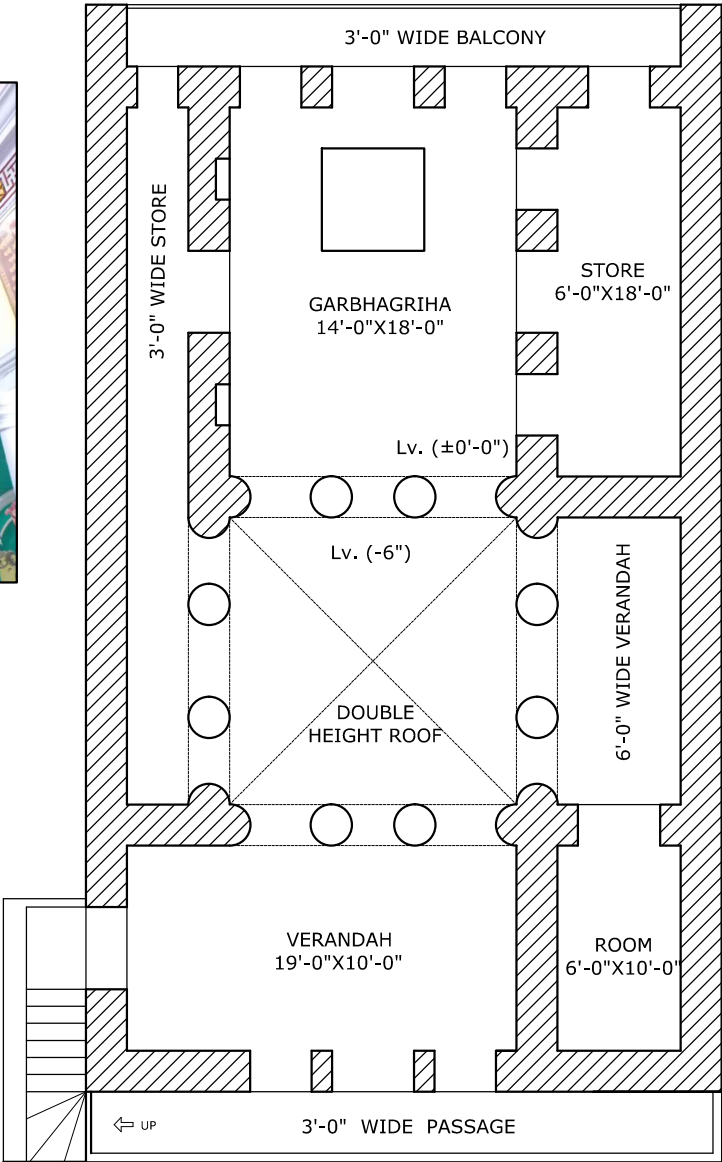 3'-0" WIDE BALCONY
3'-0" WIDE STORE
STORE
6'-0"X18'-0"
GARBHAGRIHA
14'-0"X18'-0"
Lv. (±0'-0")
Lv. (-6")
6'-0" WIDE VERANDAH
DOUBLE
HEIGHT ROOF
VERANDAH
19'-0"X10'-0"
ROOM
6'-0"X10'-0"
UP
3'-0" WIDE PASSAGE